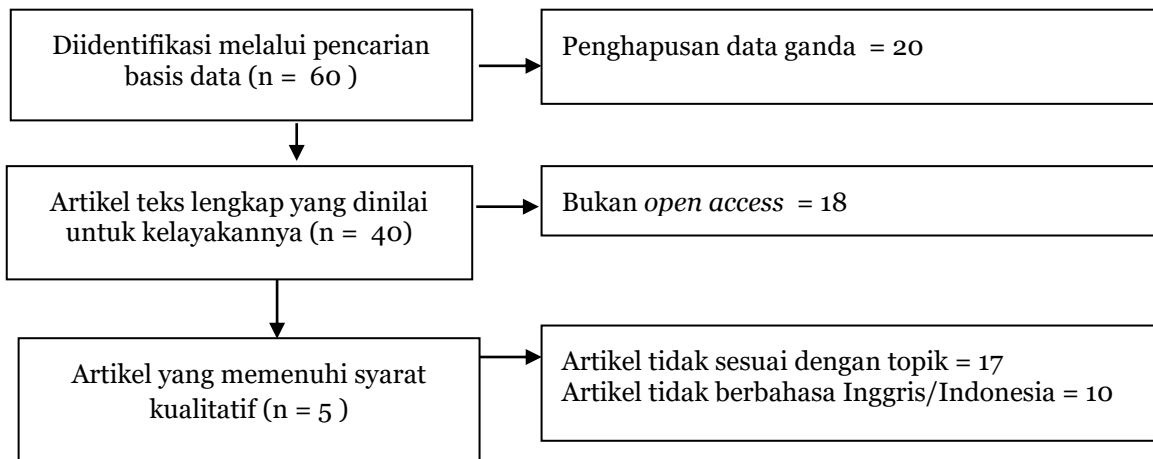 Diidentifikasi melalui pencarian
basis data (n =  60 )
Penghapusan data ganda  = 20
Artikel teks lengkap yang dinilai
untuk kelayakannya (n =  40)
Bukan open access  = 18
Artikel yang memenuhi syarat
kualitatif (n = 5 )
Artikel tidak sesuai dengan topik = 17
Artikel tidak berbahasa Inggris/Indonesia = 10